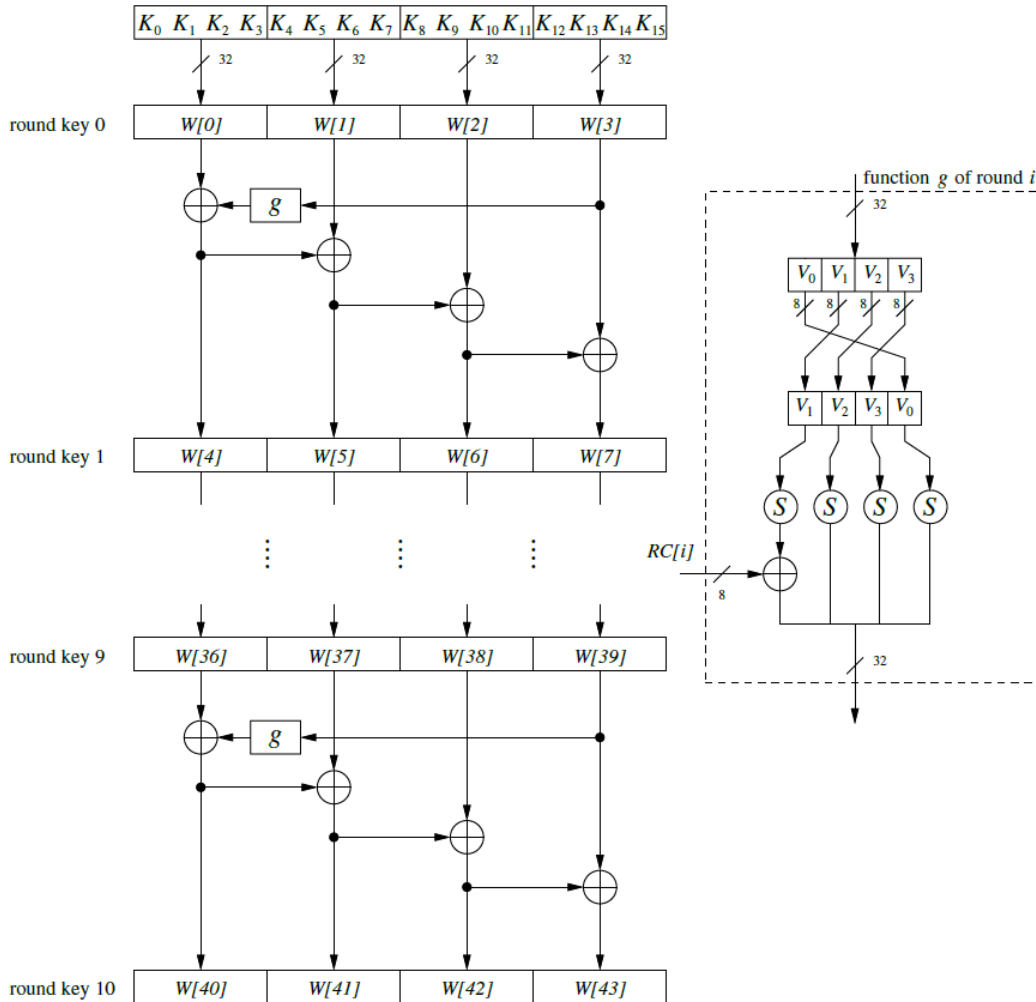 K0 K1 K2 K3 K4 K5 K6 K7 K8 K9 K10 K11 K12 K13 K14 K15
32 32 32 32
round key 0 W[0] W[1] W[2] W[3]
function g of round i
32
g
V0 V1 V2 V3
8 8 8 8
V1 V2 V3 V0
round key 1 W[4] W[5] W[6] W[7]
S S S S
RC[i]
8
round key 9 W[36] W[37] W[38] W[39]
32
g
round key 10 W[40] W[41] W[42] W[43]